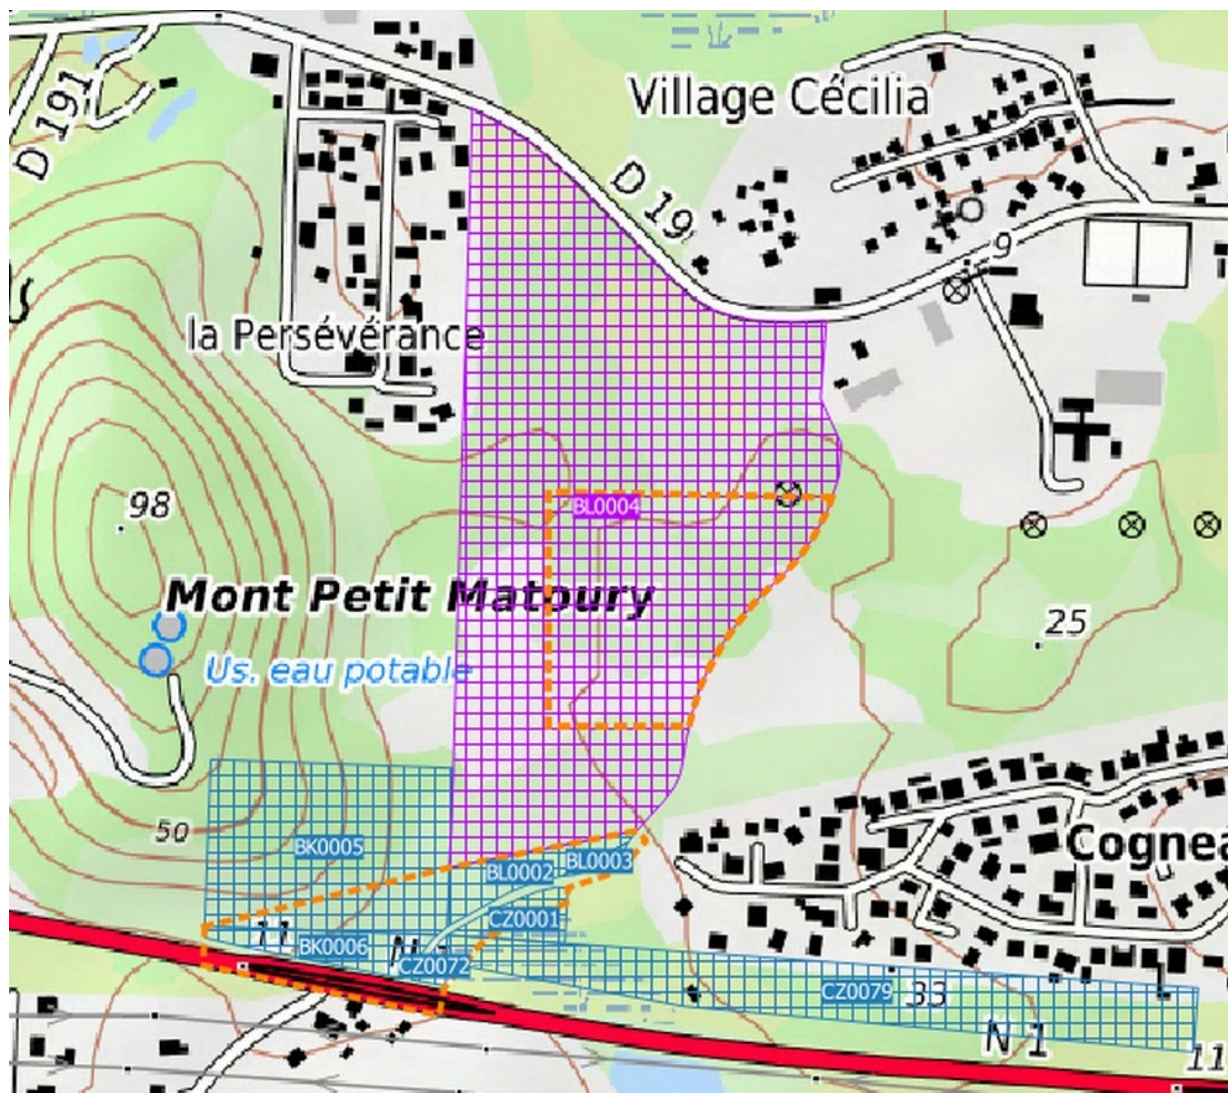 D 191
Village Cécilia
D 19
9
la Persévérance
98
BL0004
Mont Petit Matoury
25
Us. eau potable
50
BK0005
Cognea
BL0003
BL0002
CZ0001
11
BK0006
CZ0072
CZ0079
33
N 1
11